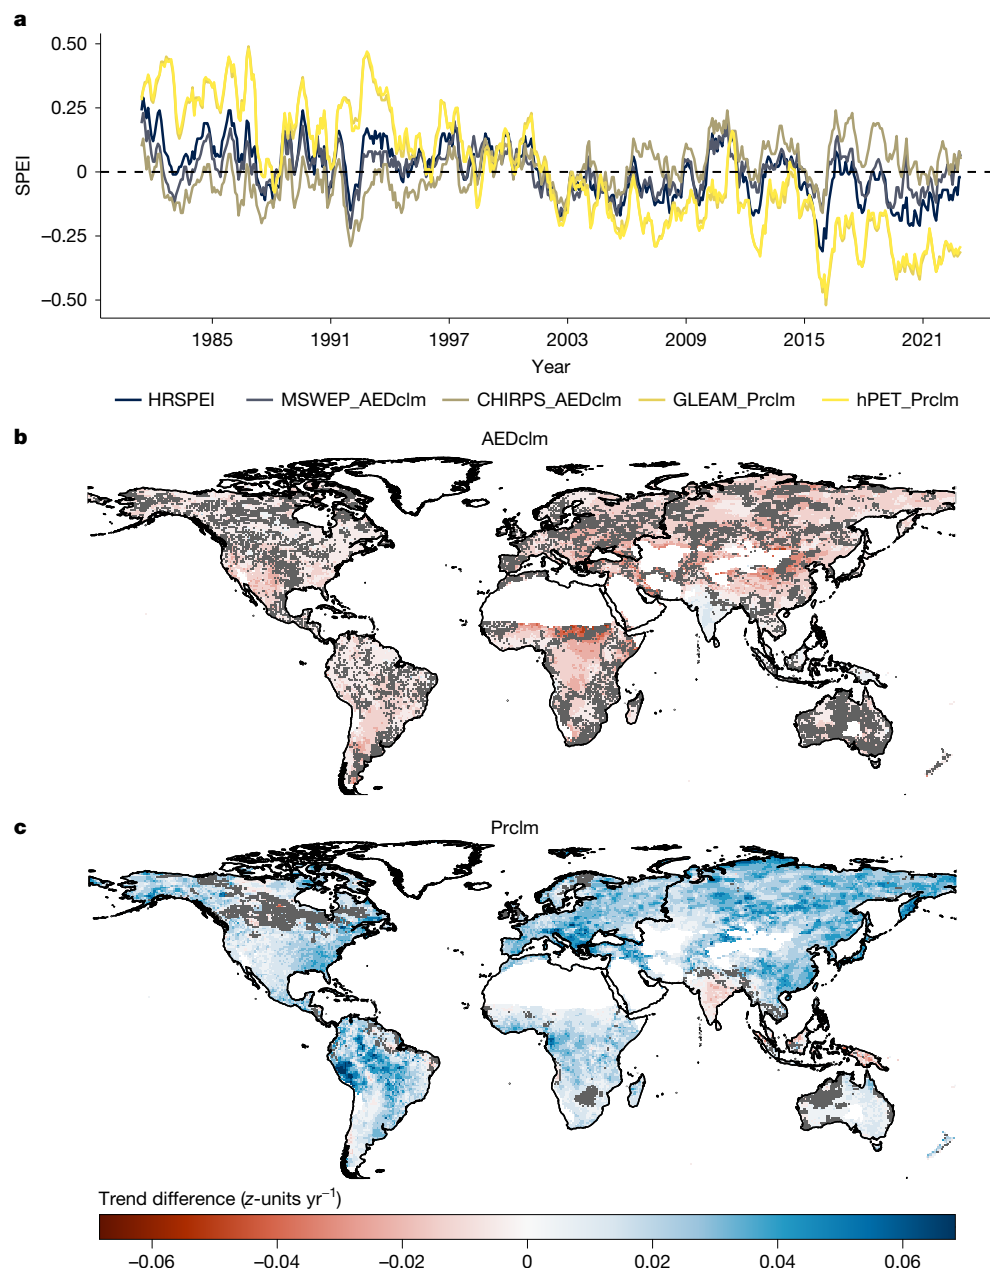 a
0.50
0.25
0
−0.25
−0.50
SPEI
1985 1991 1997 2003 2009 2015 2021
Year
HRSPEI MSWEP_AEDclm CHIRPS_AEDclm GLEAM_Prclm hPET_Prclm
b
AEDclm
c
Prclm
Trend difference (z-units yr⁻¹)
−0.06 −0.04 −0.02 0 0.02 0.04 0.06